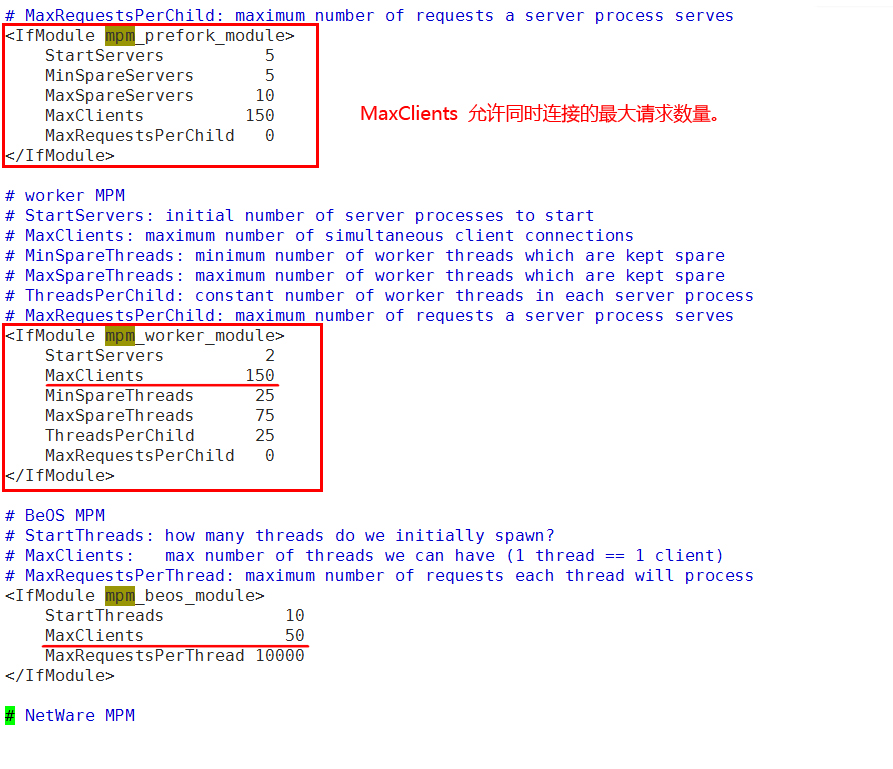 # MaxRequestsPerChild: maximum number of requests a server process serves
<IfModule mpm_prefork_module>
    StartServers          5
    MinSpareServers       5
    MaxSpareServers      10
    MaxClients          150
    MaxRequestsPerChild   0
</IfModule>
MaxClients 允许同时连接的最大请求数量。
# worker MPM
# StartServers: initial number of server processes to start
# MaxClients: maximum number of simultaneous client connections
# MinSpareThreads: minimum number of worker threads which are kept spare
# MaxSpareThreads: maximum number of worker threads which are kept spare
# ThreadsPerChild: constant number of worker threads in each server process
# MaxRequestsPerChild: maximum number of requests a server process serves
<IfModule mpm_worker_module>
    StartServers          2
    MaxClients          150
    MinSpareThreads      25
    MaxSpareThreads      75
    ThreadsPerChild      25
    MaxRequestsPerChild   0
</IfModule>
# BeOS MPM
# StartThreads: how many threads do we initially spawn?
# MaxClients:   max number of threads we can have (1 thread == 1 client)
# MaxRequestsPerThread: maximum number of requests each thread will process
<IfModule mpm_beos_module>
    StartThreads            10
    MaxClients              50
    MaxRequestsPerThread 10000
</IfModule>
# NetWare MPM